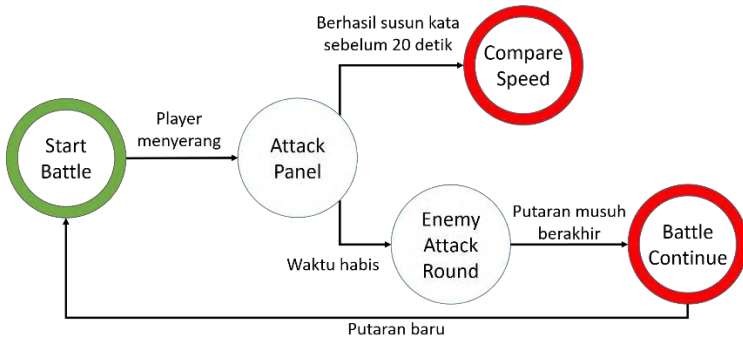 Berhasil susun kata
sebelum 20 detik
Compare
Speed
Player
menyerang
Start
Battle
Attack
Panel
Enemy
Attack
Round
Putaran musuh
berakhir
Battle
Continue
Waktu habis
Putaran baru